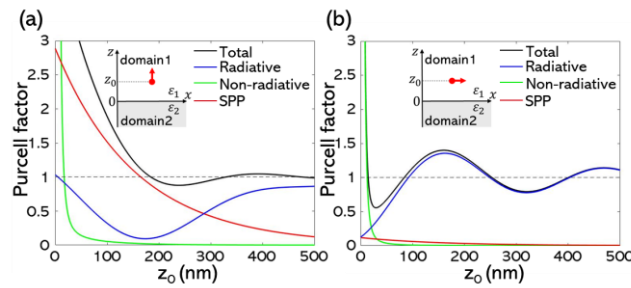 (a)
3
2.5
2
1.5
1
0.5
0
Purcell factor
z
domain1
z₀
0
ε₁ x
ε₂
domain2
Total
Radiative
Non-radiative
SPP
0 100 200 300 400 500
z₀ (nm)
(b)
3
2.5
2
1.5
1
0.5
0
Purcell factor
z
domain1
z₀
0
ε₁ x
ε₂
domain2
Total
Radiative
Non-radiative
SPP
0 100 200 300 400 500
z₀ (nm)